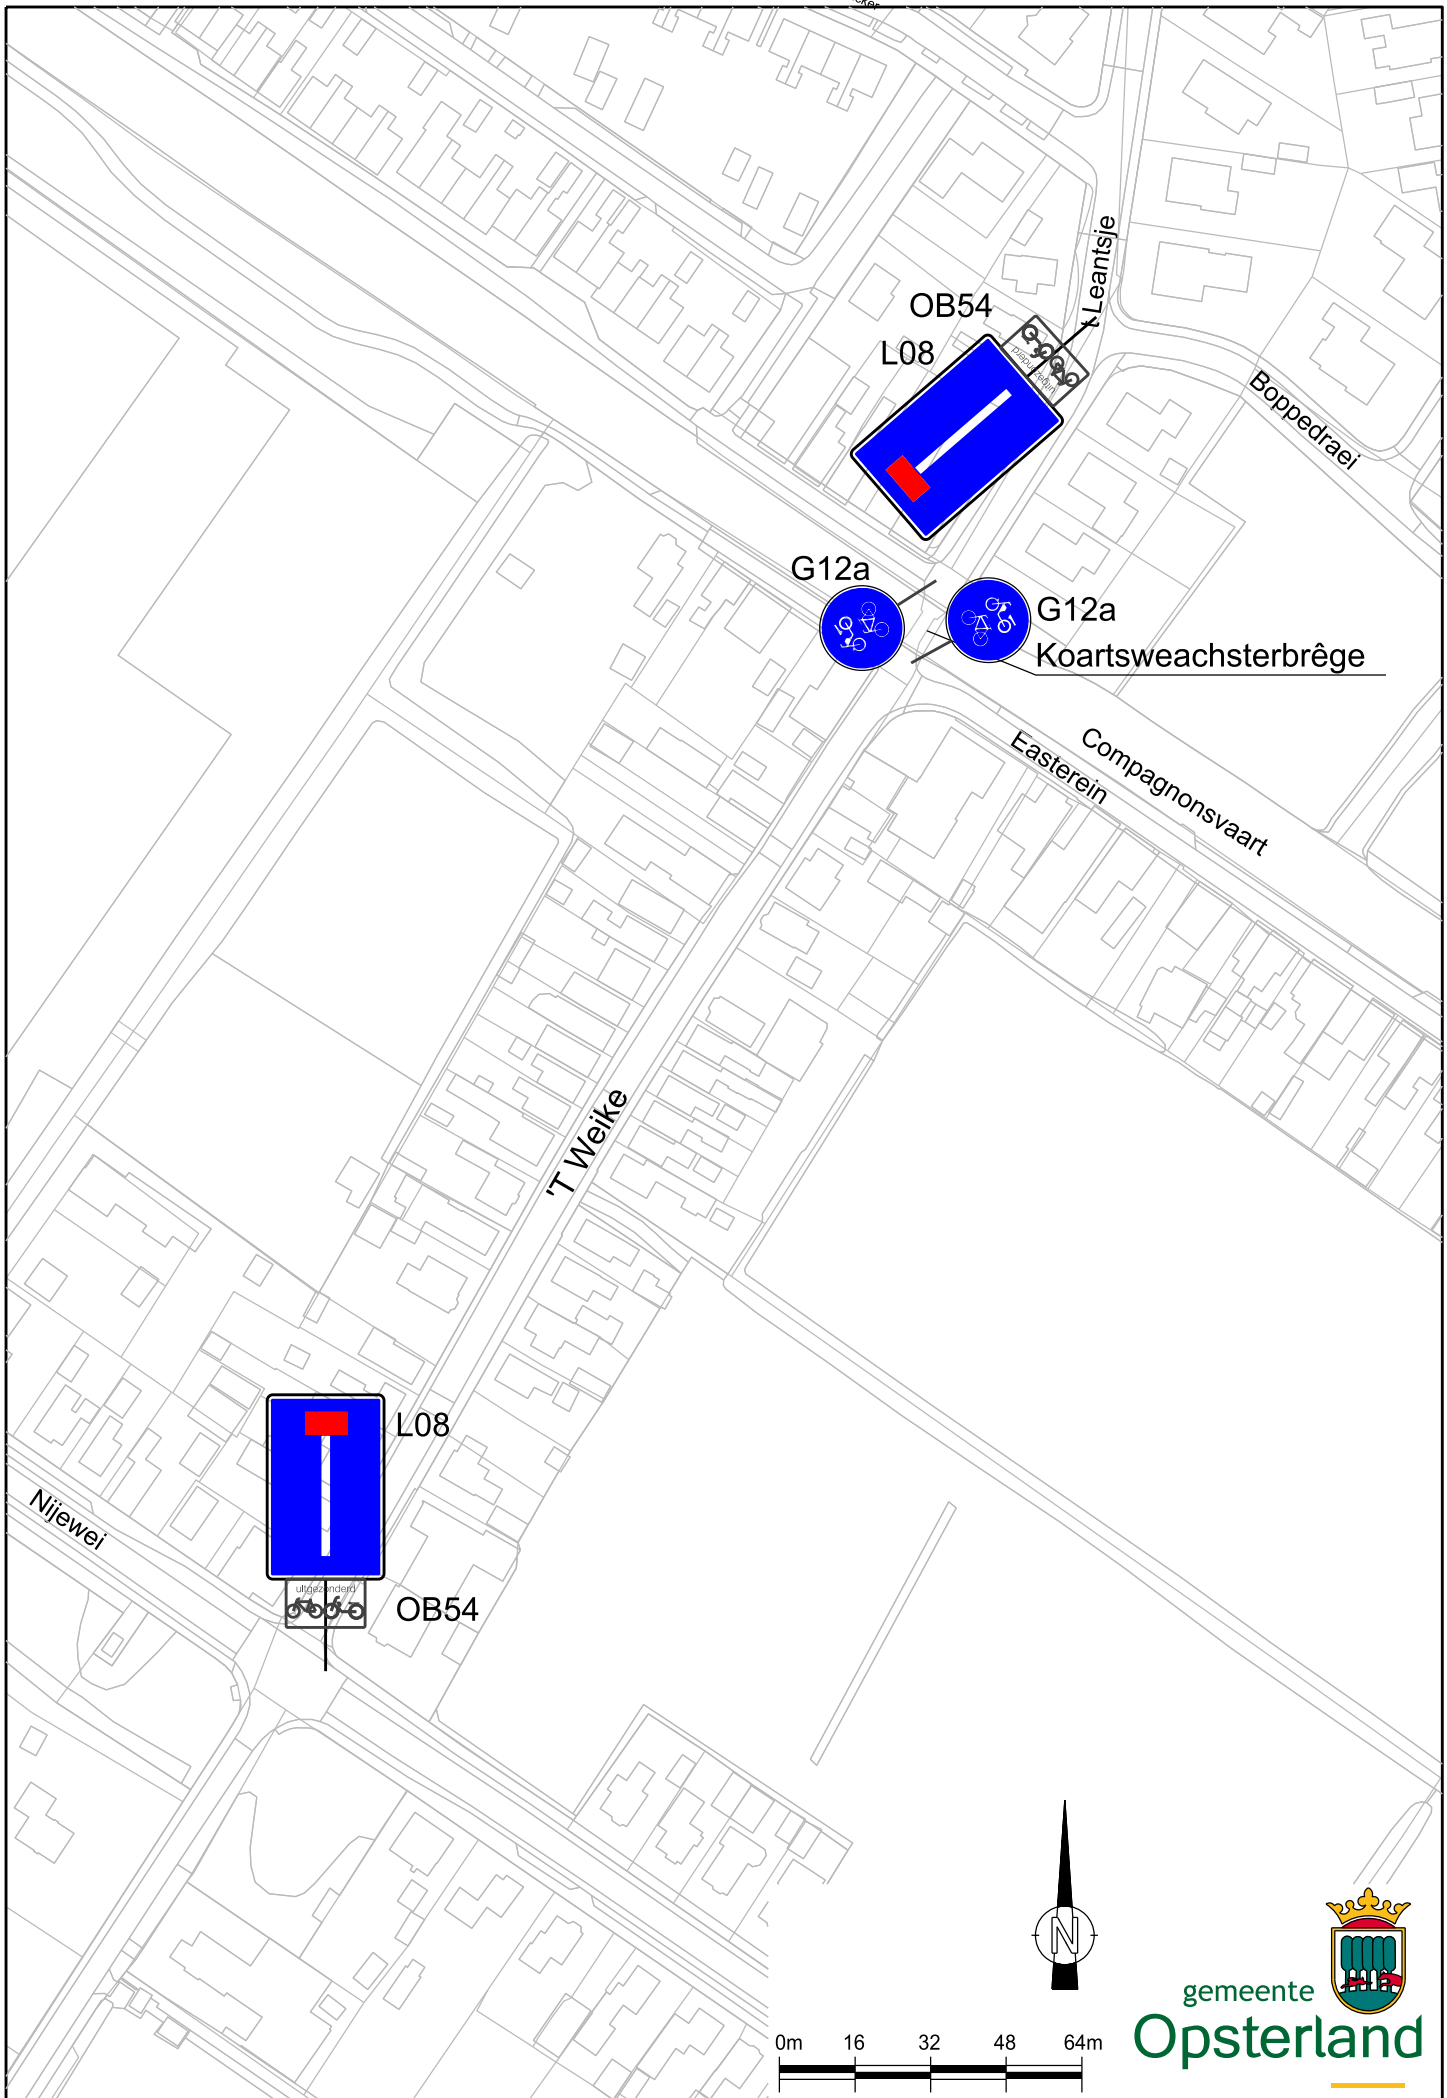 't Leantsje
OB54
L08
uitgezonderd
Boppedraei
G12a
G12a
Koartsweachsterbrêge
Compagnonsvaart
Easterein
'T Weike
L08
Nijewei
uitgezonderd
OB54
N
gemeente
Opsterland
0m 16 32 48 64m